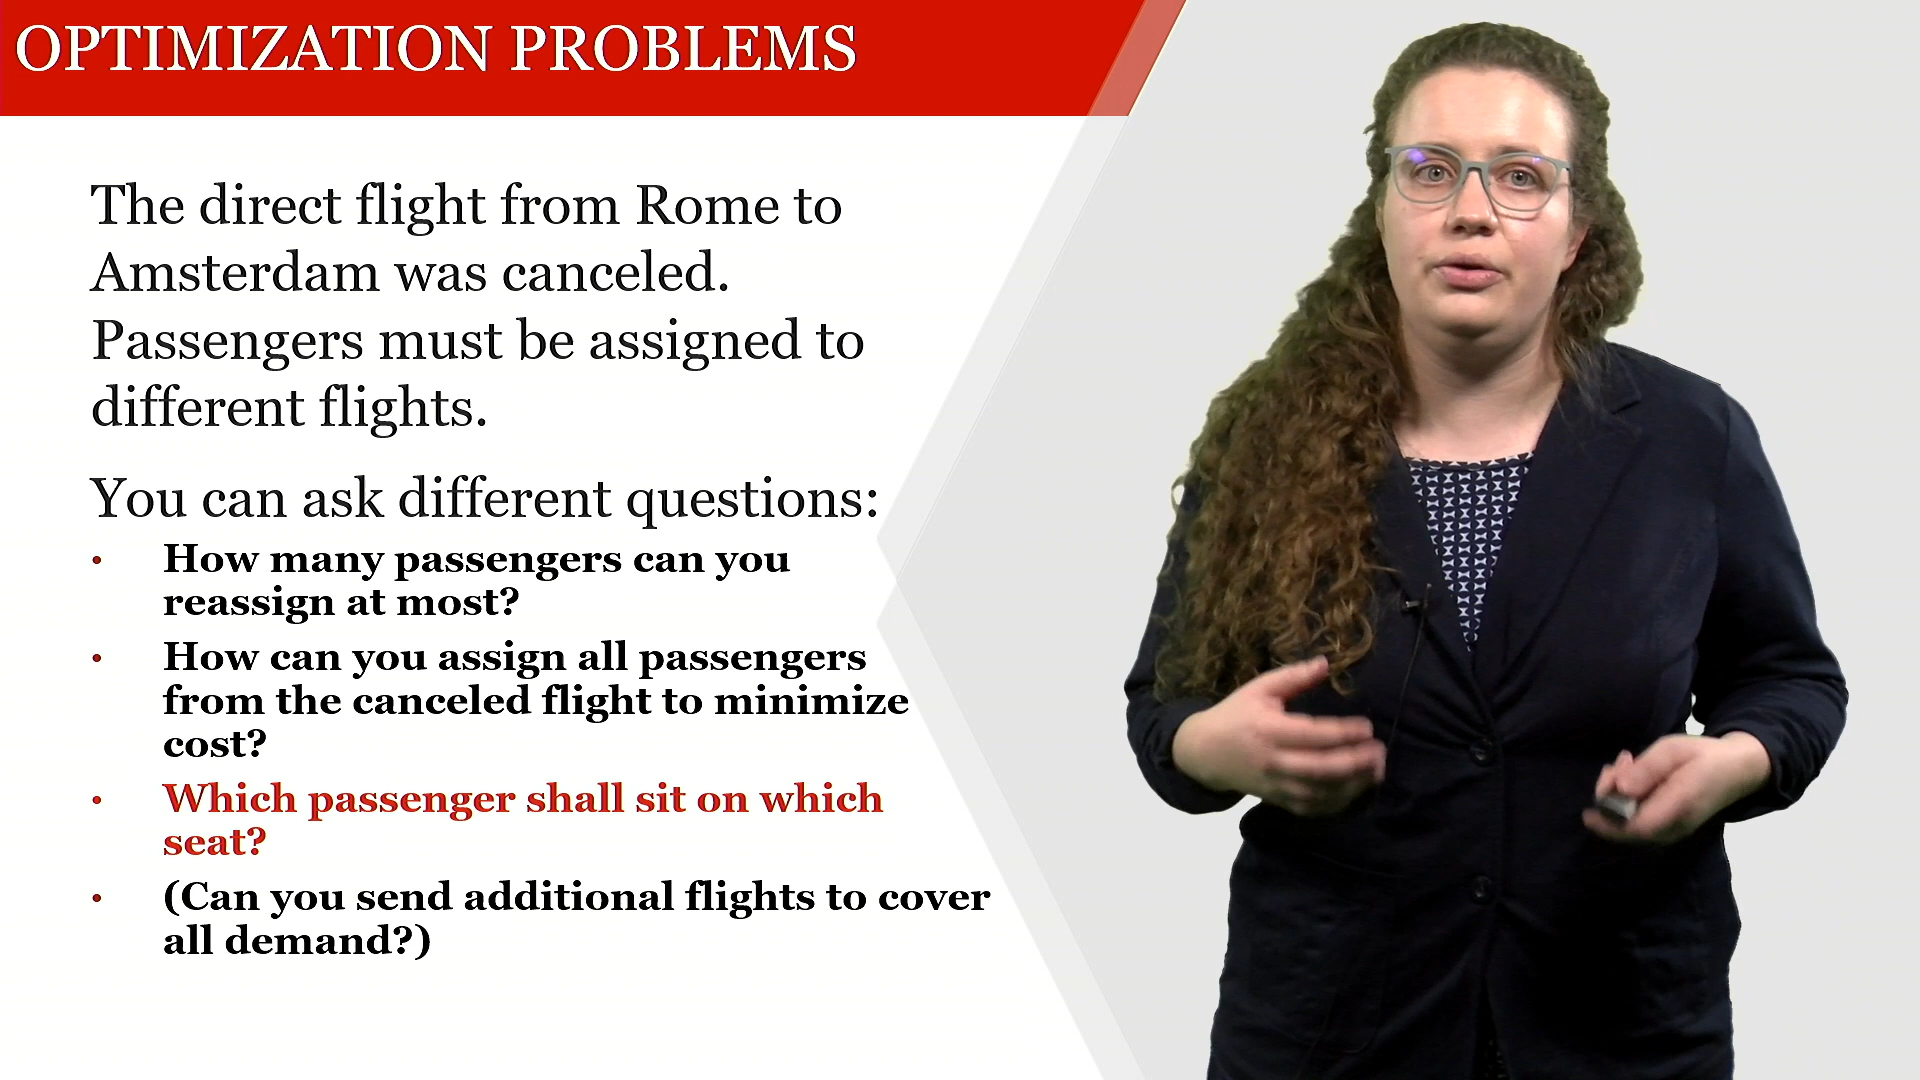 OPTIMIZATION PROBLEMS
The direct flight from Rome to
Amsterdam was canceled.
Passengers must be assigned to
different flights.
You can ask different questions:
• How many passengers can you
reassign at most?
• How can you assign all passengers
from the canceled flight to minimize
cost?
• Which passenger shall sit on which
seat?
• (Can you send additional flights to cover
all demand?)